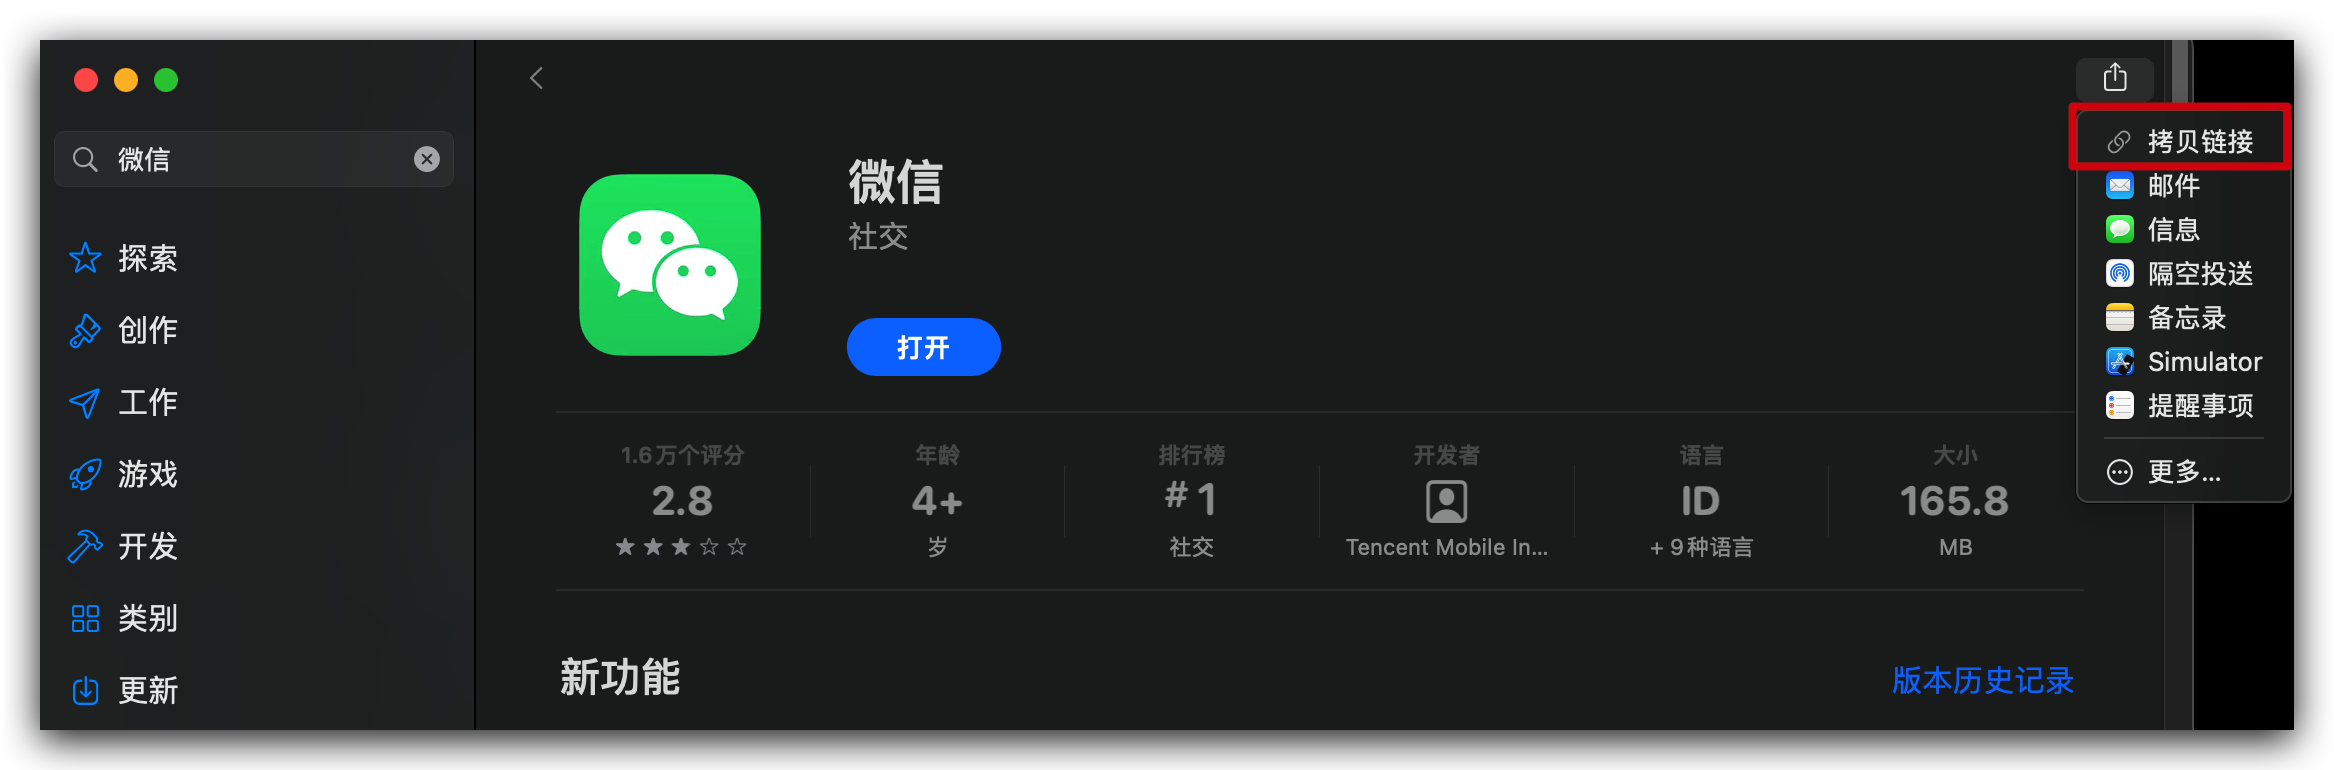 微信
探索
创作
工作
游戏
开发
类别
更新
微信
社交
打开
1.6万个评分
2.8
年龄
4+
岁
排行榜
#1
社交
开发者
Tencent Mobile In...
语言
ID
+ 9种语言
大小
165.8
MB
新功能
版本历史记录
拷贝链接
邮件
信息
隔空投送
备忘录
Simulator
提醒事项
更多...